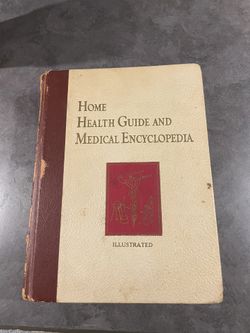 HOME
HEALTH GUIDE AND
MEDICAL ENCYCLOPEDIA
ILLUSTRATED